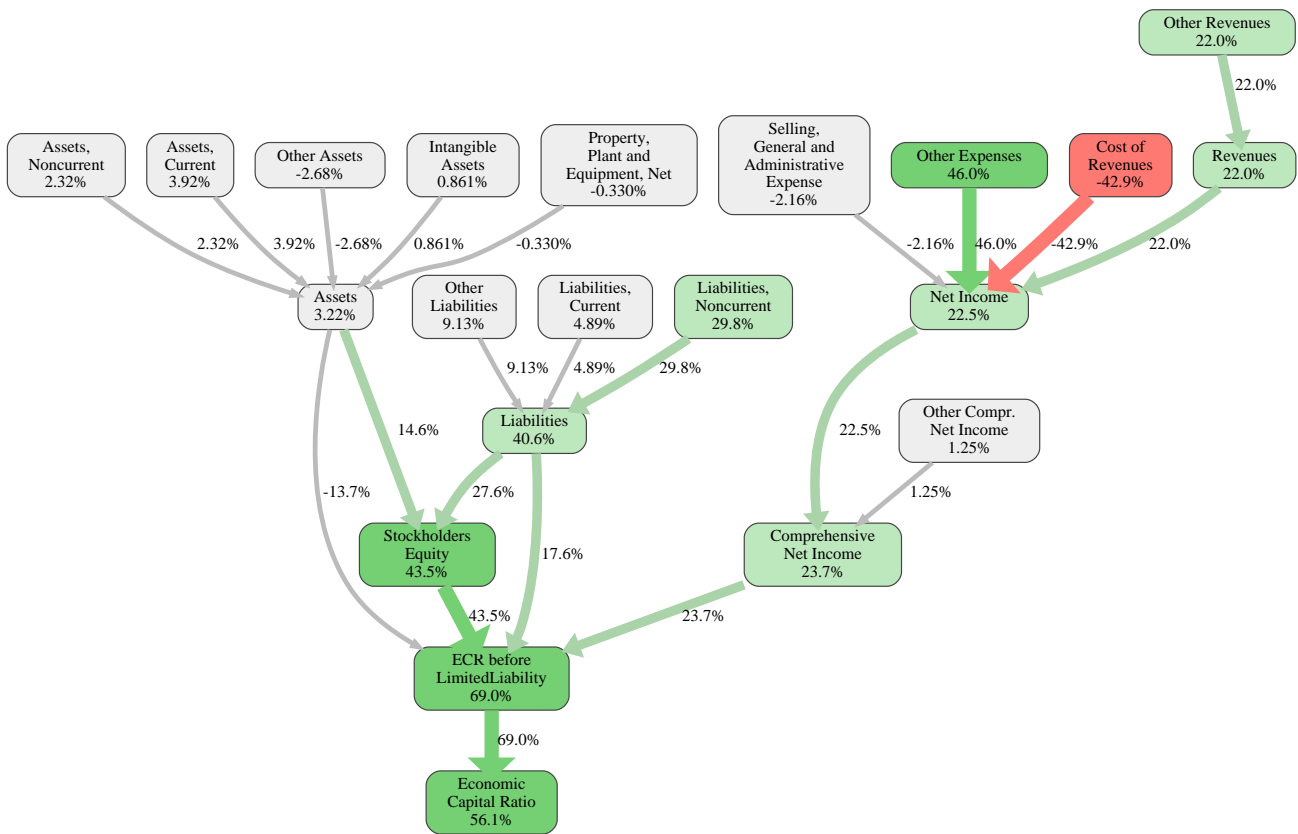 Other Revenues
22.0%
22.0%
Assets,
Noncurrent
2.32%
Assets,
Current
3.92%
Other Assets
-2.68%
Intangible
Assets
0.861%
Property,
Plant and
Equipment, Net
-0.330%
Selling,
General and
Administrative
Expense
-2.16%
Other Expenses
46.0%
Cost of
Revenues
-42.9%
Revenues
22.0%
2.32%
3.92%
-2.68%
0.861%
-0.330%
-2.16%
46.0%
-42.9%
22.0%
Assets
3.22%
Other
Liabilities
9.13%
Liabilities,
Current
4.89%
Liabilities,
Noncurrent
29.8%
Net Income
22.5%
9.13%
4.89%
29.8%
14.6%
Liabilities
40.6%
22.5%
Other Compr.
Net Income
1.25%
-13.7%
27.6%
1.25%
Stockholders
Equity
43.5%
17.6%
Comprehensive
Net Income
23.7%
43.5%
23.7%
ECR before
LimitedLiability
69.0%
69.0%
Economic
Capital Ratio
56.1%